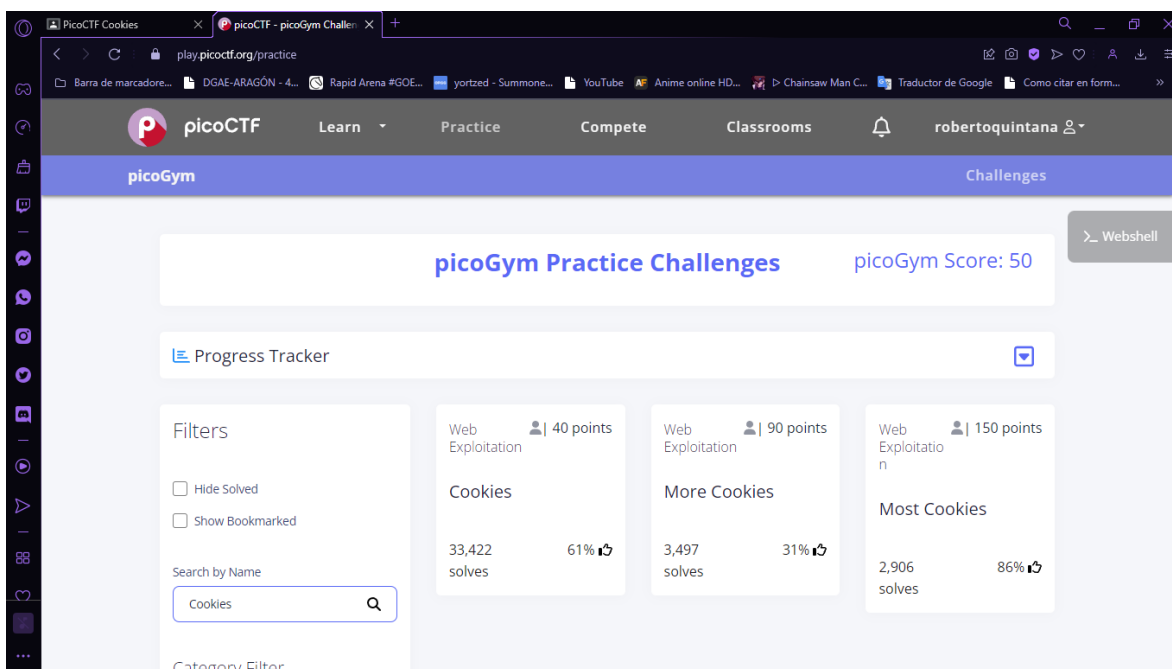 PicoCTF Cookies
picoCTF - picoGym Challen
play.picoctf.org/practice
Barra de marcadore... DGAE-ARAGÓN - 4... Rapid Arena #GOE... yortzed - Summone... YouTube Anime online HD... ▷ Chainsaw Man C... Traductor de Google Como citar en form... »
picoCTF Learn Practice Compete Classrooms robertoquintana
picoGym Challenges
>_ Webshell
picoGym Practice Challenges picoGym Score: 50
Progress Tracker
Filters
Hide Solved
Show Bookmarked
Search by Name
Cookies
Category Filter
Web | 40 points
Exploitation
Cookies
33,422 61%
solves
Web | 90 points
Exploitation
More Cookies
3,497 31%
solves
Web | 150 points
Exploitatio
n
Most Cookies
2,906 86%
solves